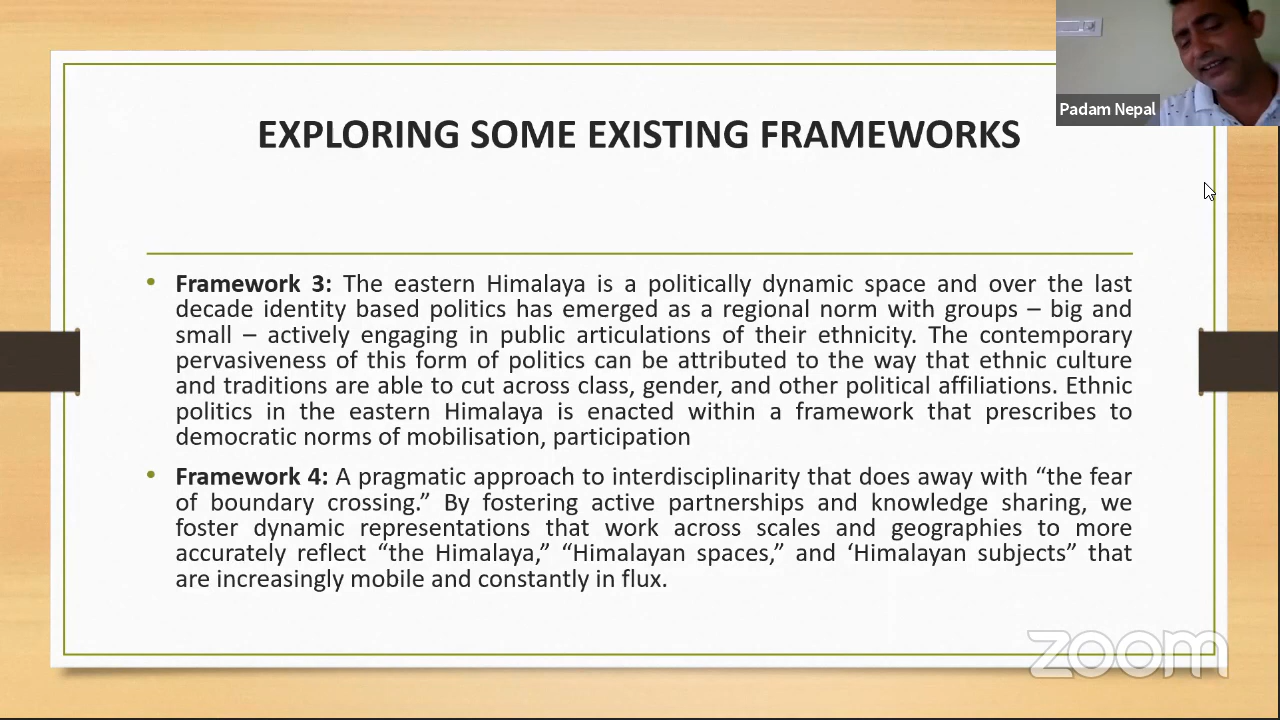 Padam Nepal
EXPLORING SOME EXISTING FRAMEWORKS
• Framework 3: The eastern Himalaya is a politically dynamic space and over the last
decade identity based politics has emerged as a regional norm with groups – big and
small – actively engaging in public articulations of their ethnicity. The contemporary
pervasiveness of this form of politics can be attributed to the way that ethnic culture
and traditions are able to cut across class, gender, and other political affiliations. Ethnic
politics in the eastern Himalaya is enacted within a framework that prescribes to
democratic norms of mobilisation, participation
• Framework 4: A pragmatic approach to interdisciplinarity that does away with “the fear
of boundary crossing.” By fostering active partnerships and knowledge sharing, we
foster dynamic representations that work across scales and geographies to more
accurately reflect “the Himalaya,” “Himalayan spaces,” and ‘Himalayan subjects” that
are increasingly mobile and constantly in flux.
zoom